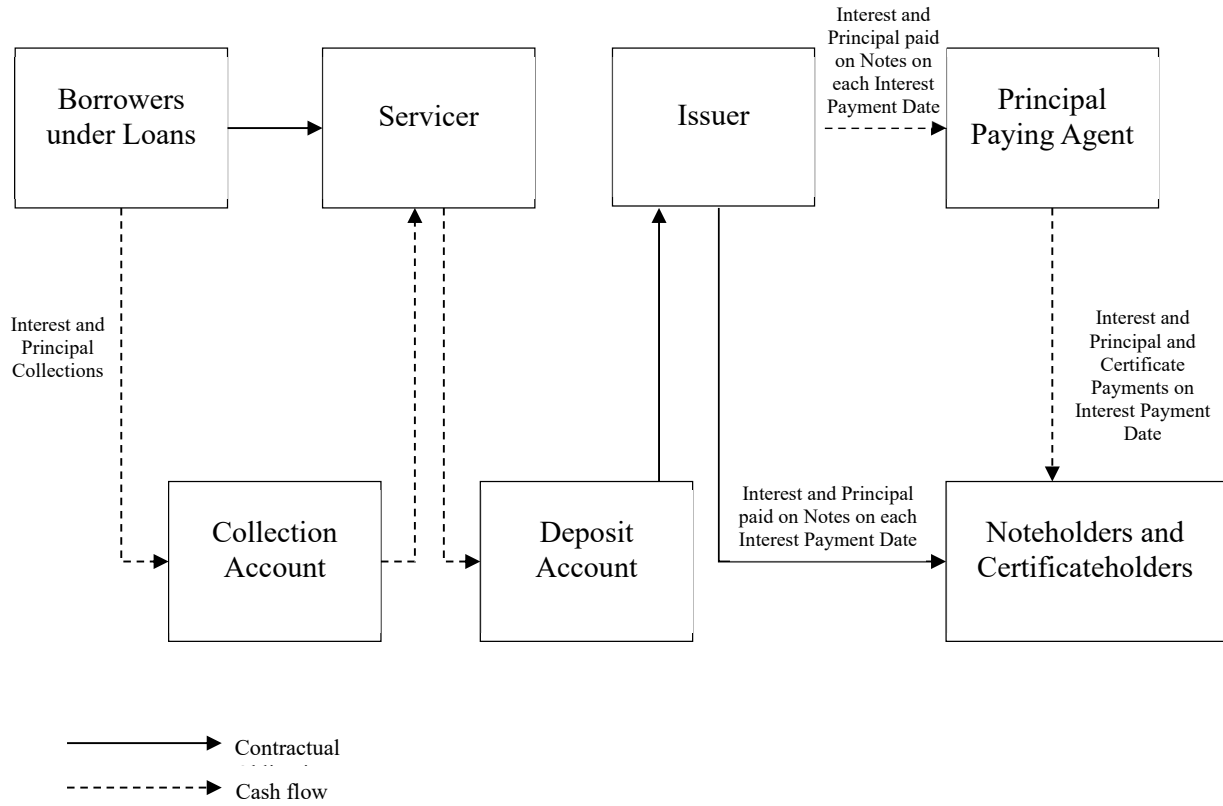 Interest and
Principal paid
on Notes on
each Interest
Payment Date
Borrowers
under Loans
Servicer
Issuer
Principal
Paying Agent
Interest and
Principal
Collections
Interest and
Principal and
Certificate
Payments on
Interest Payment
Date
Collection
Account
Deposit
Account
Interest and Principal
paid on Notes on each
Interest Payment Date
Noteholders and
Certificateholders
Contractual
Cash flow